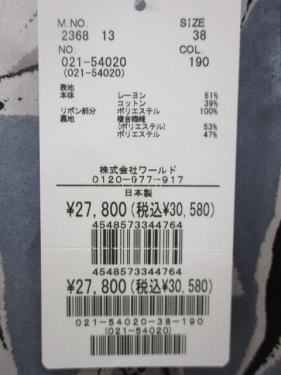 M.NO. SIZE
2368 13 38
NO. COL.
021-54020 190
(021-54020)
表地
本体 レーヨン 61%
コットン 39%
リボン部分 ポリエステル 100%
裏地 複合繊維
(ポリエステル) 53%
ポリエステル 47%
株式会社ワールド
0120-977-917
日本製
¥27,800(税込¥30,580)
4548573344764
4548573344764
¥27,800(税込¥30,580)
021-54020-38-190
(021-54020)